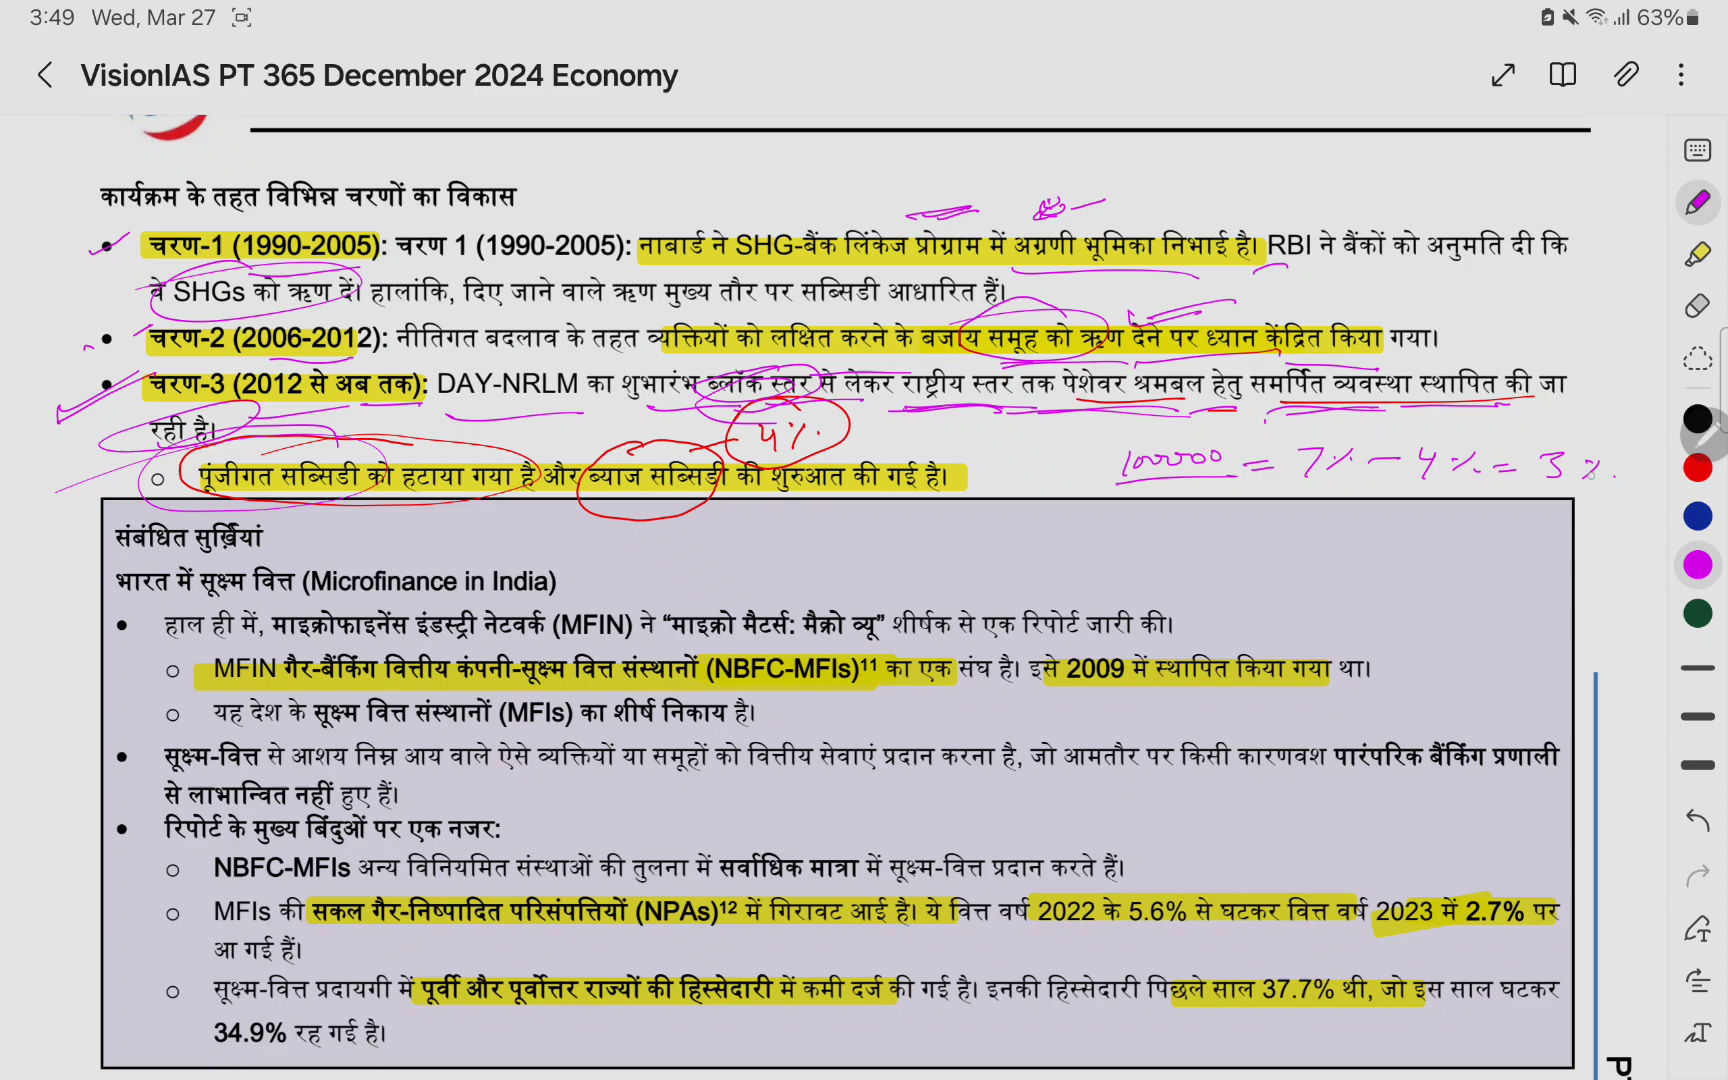 3:49 Wed, Mar 27
63%
VisionIAS PT 365 December 2024 Economy
कार्यक्रम के तहत विभिन्न चरणों का विकास
• चरण-1 (1990-2005): चरण 1 (1990-2005): नाबार्ड ने SHG-बैंक लिंकेज प्रोग्राम में अग्रणी भूमिका निभाई है। RBI ने बैंकों को अनुमति दी कि
वे SHGs को ऋण दें। हालांकि, दिए जाने वाले ऋण मुख्य तौर पर सब्सिडी आधारित हैं।
• चरण-2 (2006-2012): नीतिगत बदलाव के तहत व्यक्तियों को लक्षित करने के बजाय समूह को ऋण देने पर ध्यान केंद्रित किया गया।
• चरण-3 (2012 से अब तक): DAY-NRLM का शुभारंभ ब्लॉक स्तर से लेकर राष्ट्रीय स्तर तक पेशेवर श्रमबल हेतु समर्पित व्यवस्था स्थापित की जा
रही है।
4%
○ पूंजीगत सब्सिडी को हटाया गया है और ब्याज सब्सिडी की शुरुआत की गई है।
100000 = 7% - 4% = 3%.
संबंधित सुर्ख़ियां
भारत में सूक्ष्म वित्त (Microfinance in India)
• हाल ही में, माइक्रोफाइनेंस इंडस्ट्री नेटवर्क (MFIN) ने “माइक्रो मैटर्स: मैक्रो व्यू” शीर्षक से एक रिपोर्ट जारी की।
○ MFIN गैर-बैंकिंग वित्तीय कंपनी-सूक्ष्म वित्त संस्थानों (NBFC-MFIs)¹¹ का एक संघ है। इसे 2009 में स्थापित किया गया था।
○ यह देश के सूक्ष्म वित्त संस्थानों (MFIs) का शीर्ष निकाय है।
• सूक्ष्म-वित्त से आशय निम्न आय वाले ऐसे व्यक्तियों या समूहों को वित्तीय सेवाएं प्रदान करना है, जो आमतौर पर किसी कारणवश पारंपरिक बैंकिंग प्रणाली
से लाभान्वित नहीं हुए हैं।
• रिपोर्ट के मुख्य बिंदुओं पर एक नजर:
○ NBFC-MFIs अन्य विनियमित संस्थाओं की तुलना में सर्वाधिक मात्रा में सूक्ष्म-वित्त प्रदान करते हैं।
○ MFIs की सकल गैर-निष्पादित परिसंपत्तियों (NPAs)¹² में गिरावट आई है। ये वित्त वर्ष 2022 के 5.6% से घटकर वित्त वर्ष 2023 में 2.7% पर
आ गई हैं।
○ सूक्ष्म-वित्त प्रदायगी में पूर्वी और पूर्वोत्तर राज्यों की हिस्सेदारी में कमी दर्ज की गई है। इनकी हिस्सेदारी पिछले साल 37.7% थी, जो इस साल घटकर
34.9% रह गई है।